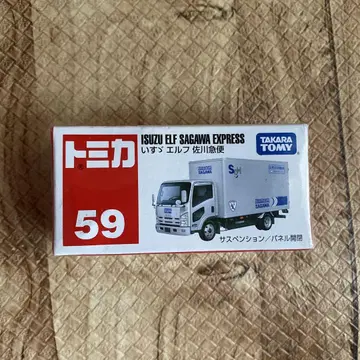 トミカ
59
ISUZU ELF SAGAWA EXPRESS
いすゞ エルフ 佐川急便
TAKARA
TOMY
サスペンション／パネル開閉